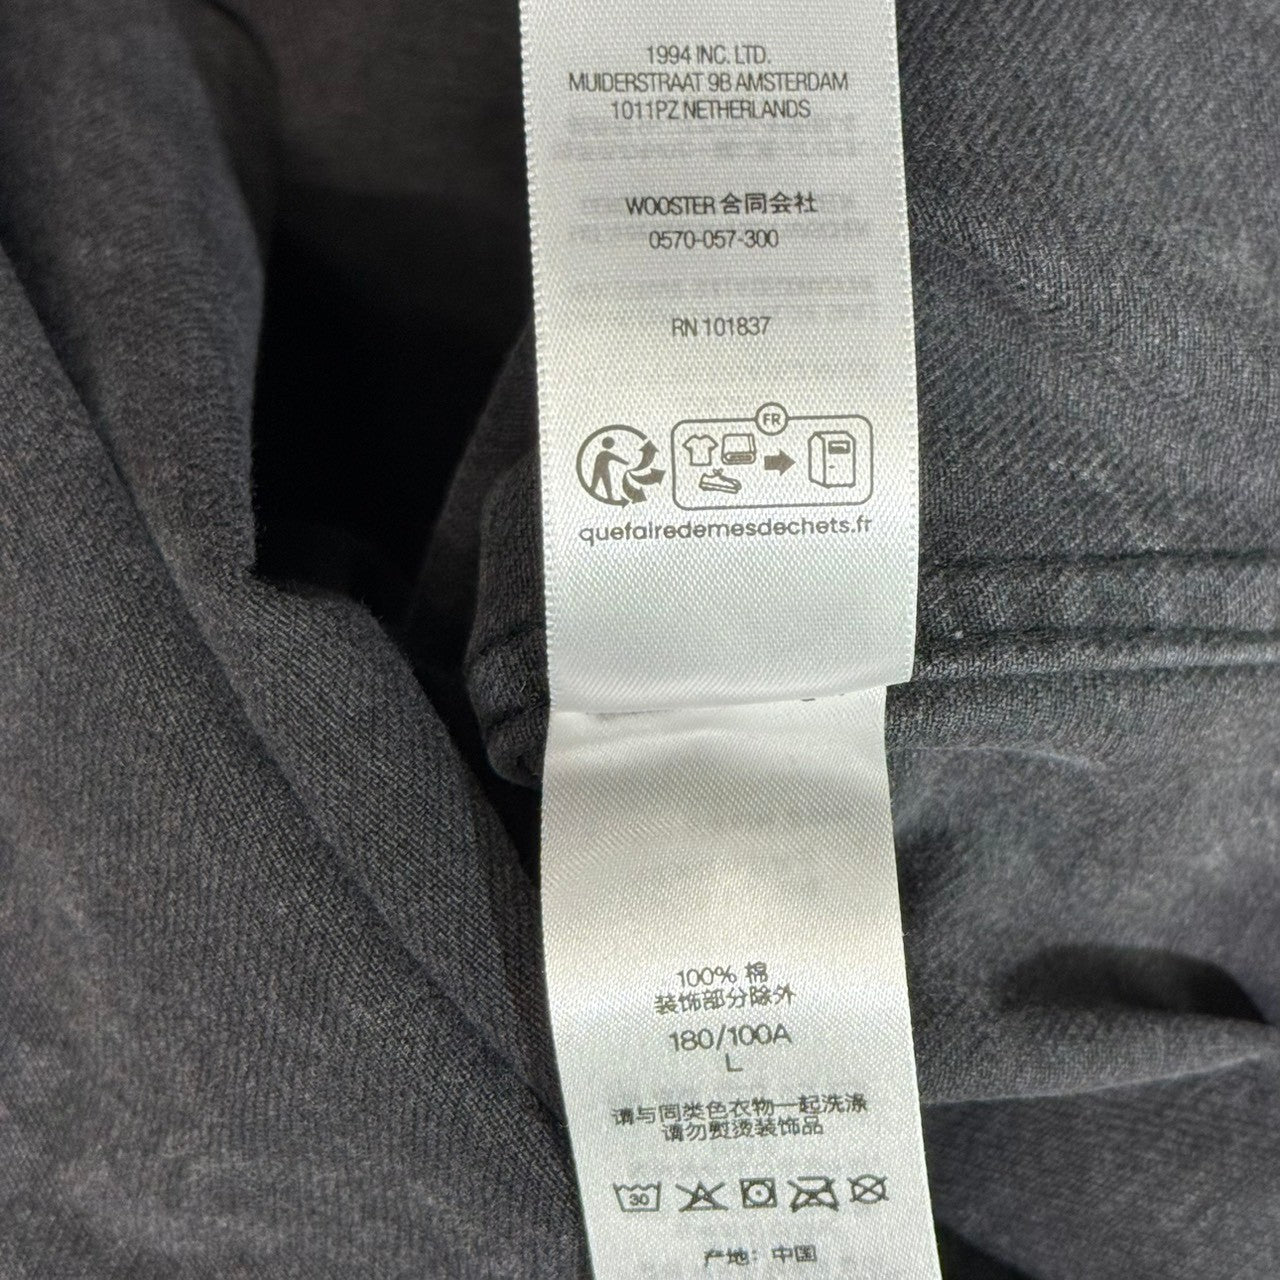 1994 INC. LTD.
MUIDERSTRAAT 9B AMSTERDAM
1011PZ NETHERLANDS
WOOSTER 合同会社
0570-057-300
RN 101837
FR
quefairedemesdechets.fr
100% 棉
装饰部分除外
180/100A
L
请与同类色衣物一起洗涤
请勿熨烫装饰品
30
产地：中国